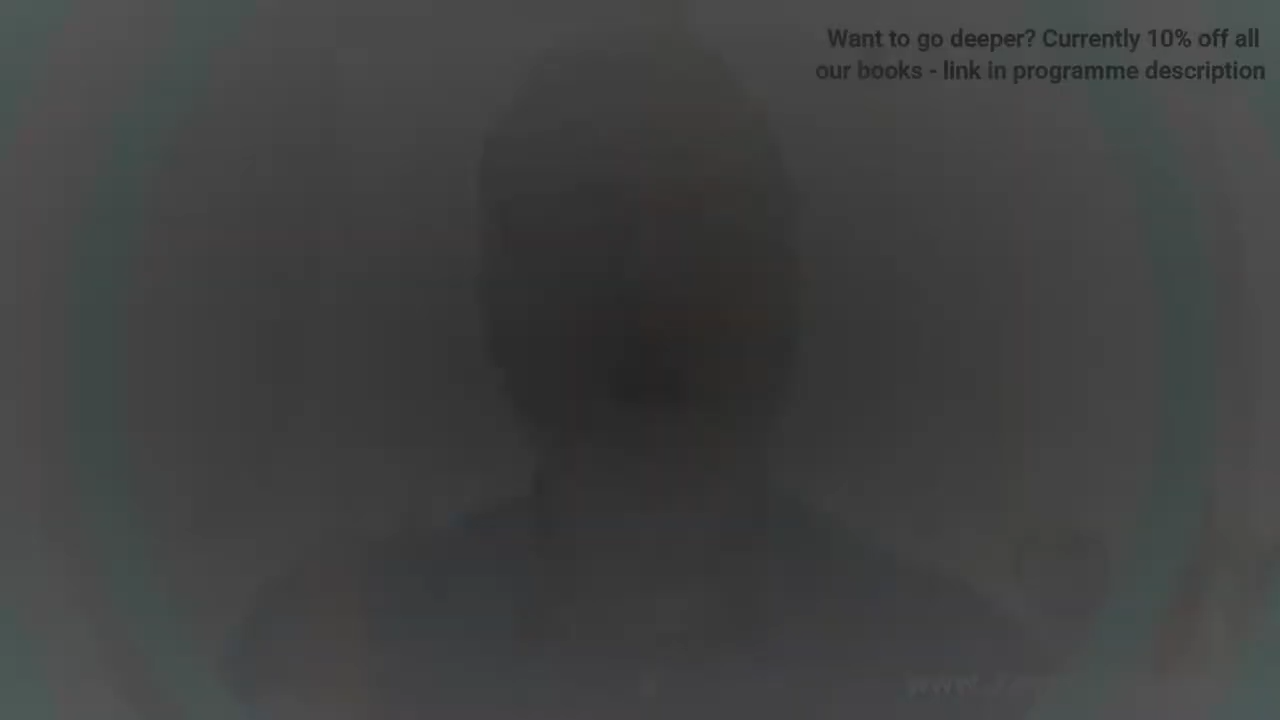 Want to go deeper? Currently 10% off all
our books - link in programme description